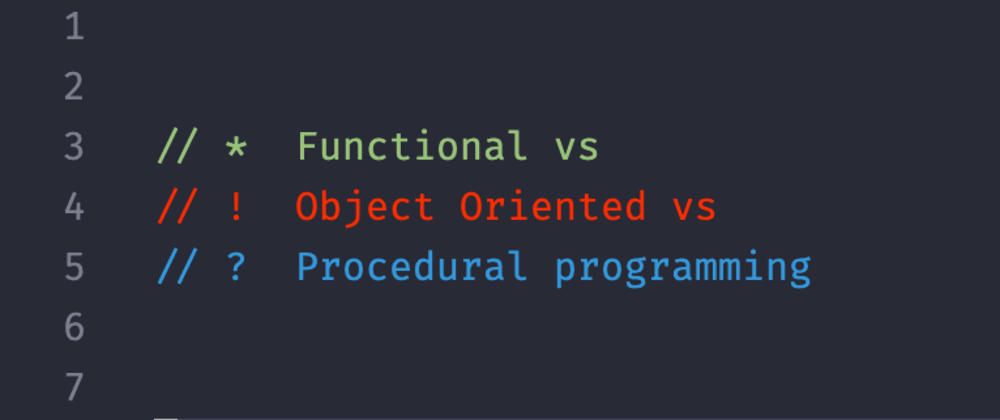 1
2
3 // * Functional vs
4 // ! Object Oriented vs
5 // ? Procedural programming
6
7